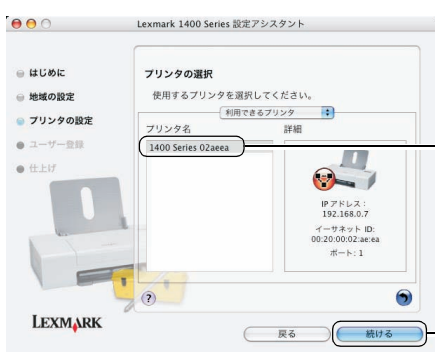 Lexmark 1400 Series 設定アシスタント
はじめに
地域の設定
プリンタの設定
ユーザー登録
仕上げ
プリンタの選択
使用するプリンタを選択してください。
利用できるプリンタ
プリンタ名
詳細
1400 Series 02aeea
IP アドレス：
192.168.0.7
イーサネット ID:
00:20:00:02:ae:ea
ポート: 1
?
LEXMARK
戻る
続ける